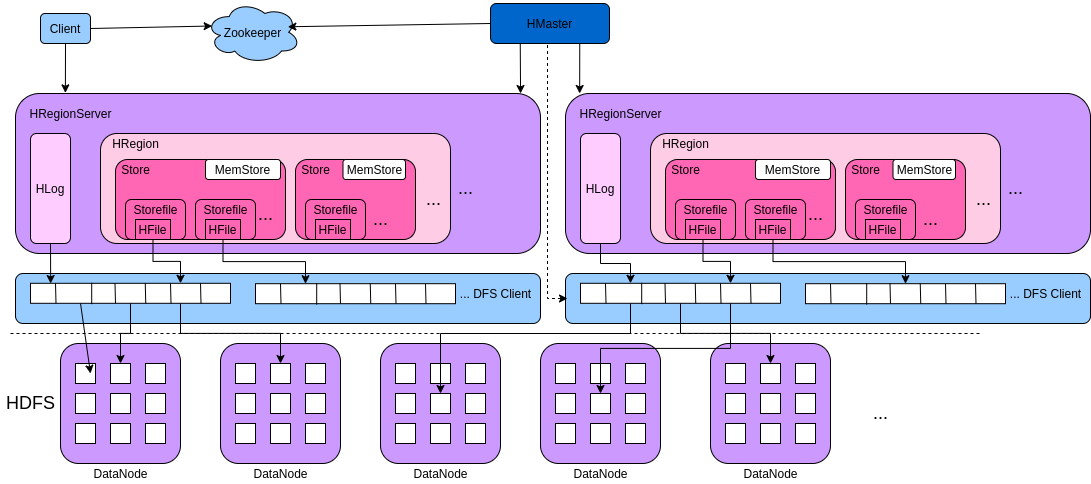 Client
Zookeeper
HMaster
HRegionServer
HLog
HRegion
Store
MemStore
Storefile
HFile
Storefile
HFile
...
Store
MemStore
Storefile
HFile
...
...
...
HRegionServer
HLog
HRegion
Store
MemStore
Storefile
HFile
Storefile
HFile
...
Store
MemStore
Storefile
HFile
...
...
...
... DFS Client
... DFS Client
HDFS
...
DataNode
DataNode
DataNode
DataNode
DataNode